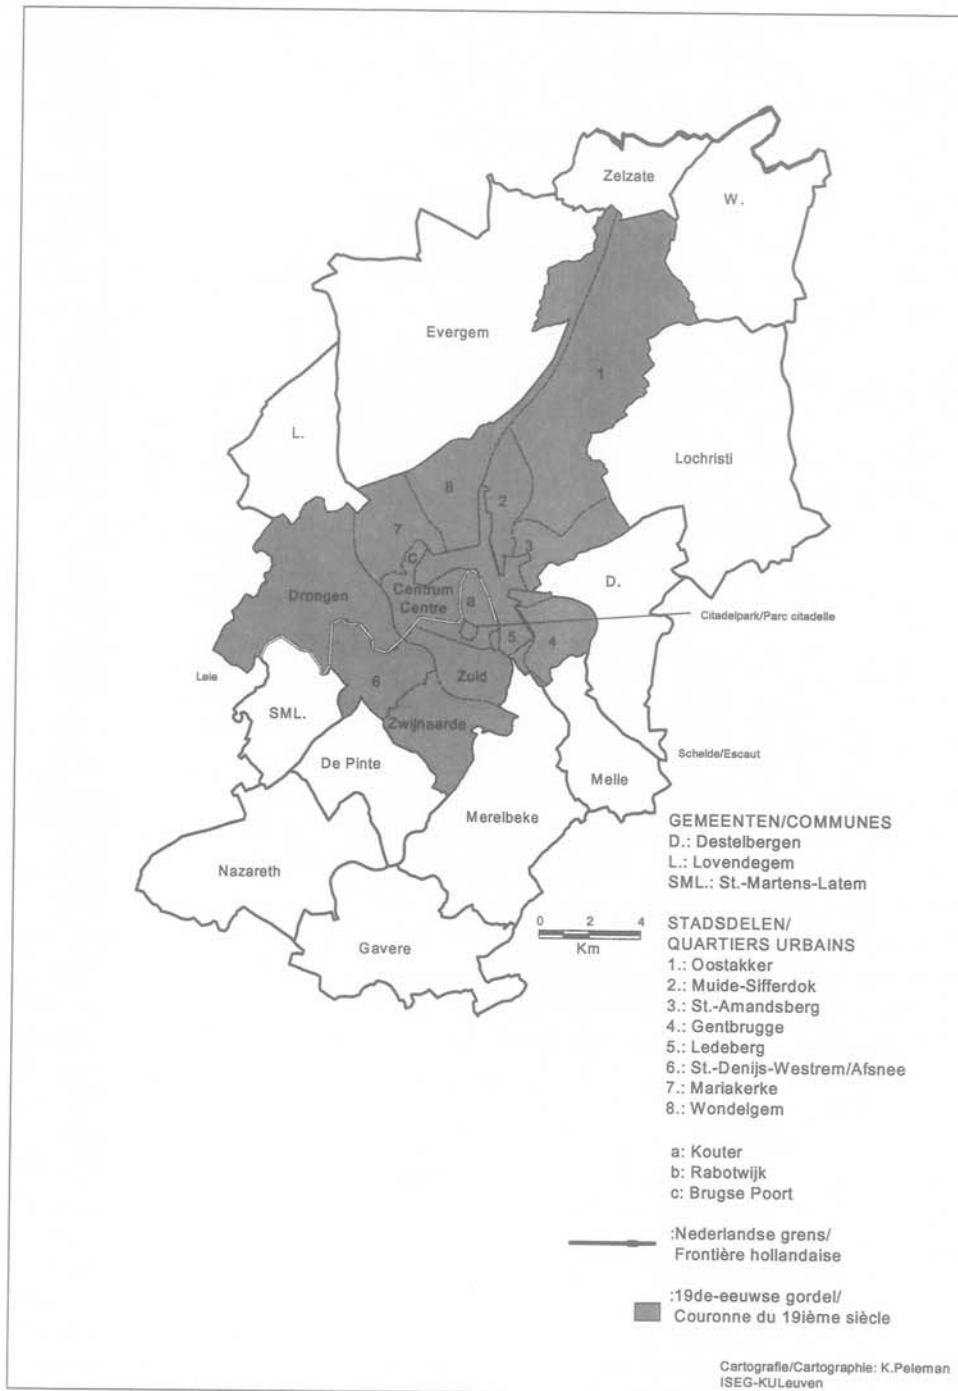 Zelzate
W.
Evergem
1
L.
Lochristi
8
2
7
3
c
D.
Drongen
Centrum
Centre
a
Citadelpark/Parc citadelle
5
4
Leie
6
Zuid
SML.
Zwijnaarde
Schelde/Escaut
De Pinte
Melle
Merelbeke
Nazareth
Gavere
0 2 4
Km
GEMEENTEN/COMMUNES
D.: Destelbergen
L.: Lovendegem
SML.: St.-Martens-Latem
STADSDELEN/
QUARTIERS URBAINS
1.: Oostakker
2.: Muide-Sifferdok
3.: St.-Amandsberg
4.: Gentbrugge
5.: Ledeberg
6.: St.-Denijs-Westrem/Afsnee
7.: Mariakerke
8.: Wondelgem
a: Kouter
b: Rabotwijk
c: Brugse Poort
:Nederlandse grens/
Frontière hollandaise
:19de-eeuwse gordel/
Couronne du 19ième siècle
Cartografie/Cartographie: K.Peleman
ISEG-KULeuven